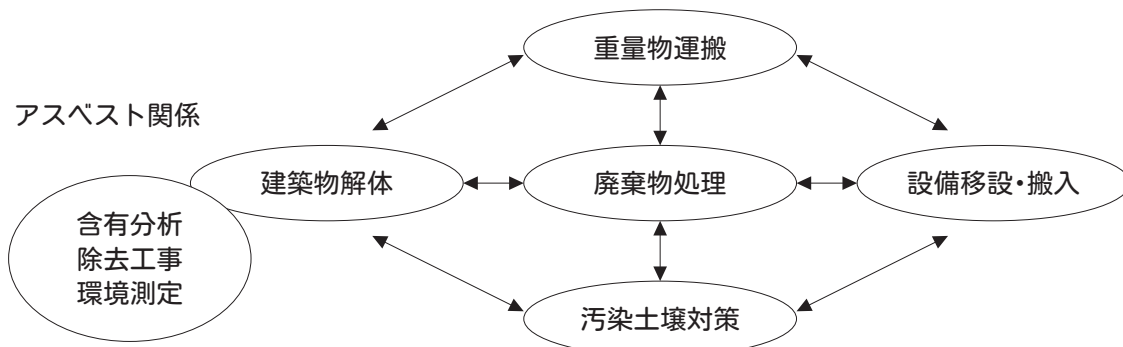 重量物運搬
アスベスト関係
建築物解体
廃棄物処理
設備移設・搬入
含有分析
除去工事
環境測定
汚染土壌対策